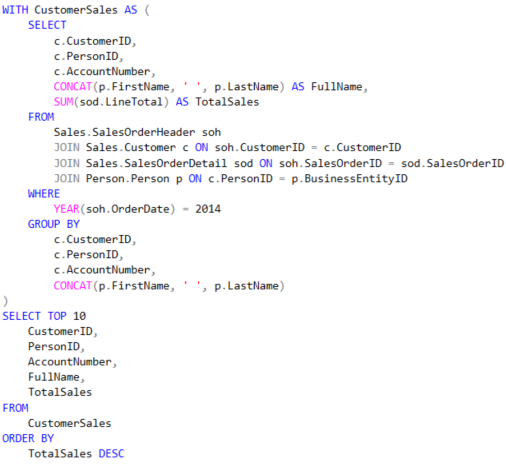 WITH CustomerSales AS (
    SELECT
        c.CustomerID,
        c.PersonID,
        c.AccountNumber,
        CONCAT(p.FirstName, ' ', p.LastName) AS FullName,
        SUM(sod.LineTotal) AS TotalSales
    FROM
        Sales.SalesOrderHeader soh
        JOIN Sales.Customer c ON soh.CustomerID = c.CustomerID
        JOIN Sales.SalesOrderDetail sod ON soh.SalesOrderID = sod.SalesOrderID
        JOIN Person.Person p ON c.PersonID = p.BusinessEntityID
    WHERE
        YEAR(soh.OrderDate) = 2014
    GROUP BY
        c.CustomerID,
        c.PersonID,
        c.AccountNumber,
        CONCAT(p.FirstName, ' ', p.LastName)
)
SELECT TOP 10
    CustomerID,
    PersonID,
    AccountNumber,
    FullName,
    TotalSales
FROM
    CustomerSales
ORDER BY
    TotalSales DESC